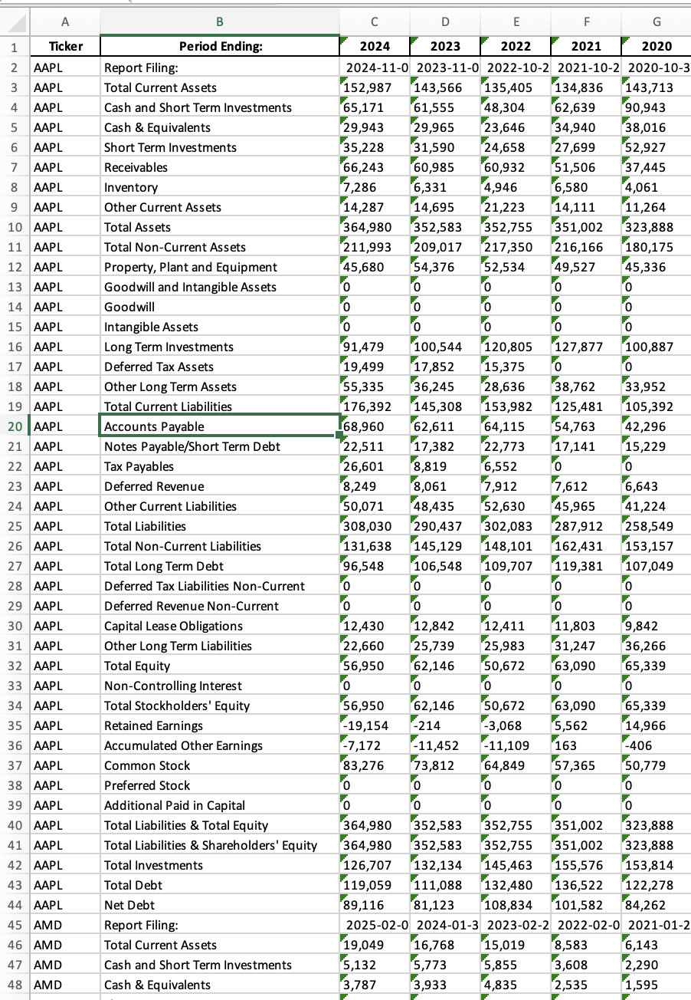 A B C D E F G
1 Ticker Period Ending: 2024 2023 2022 2021 2020
2 AAPL Report Filing: 2024-11-0 2023-11-0 2022-10-2 2021-10-2 2020-10-3
3 AAPL Total Current Assets 152,987 143,566 135,405 134,836 143,713
4 AAPL Cash and Short Term Investments 65,171 61,555 48,304 62,639 90,943
5 AAPL Cash & Equivalents 29,943 29,965 23,646 34,940 38,016
6 AAPL Short Term Investments 35,228 31,590 24,658 27,699 52,927
7 AAPL Receivables 66,243 60,985 60,932 51,506 37,445
8 AAPL Inventory 7,286 6,331 4,946 6,580 4,061
9 AAPL Other Current Assets 14,287 14,695 21,223 14,111 11,264
10 AAPL Total Assets 364,980 352,583 352,755 351,002 323,888
11 AAPL Total Non-Current Assets 211,993 209,017 217,350 216,166 180,175
12 AAPL Property, Plant and Equipment 45,680 54,376 52,534 49,527 45,336
13 AAPL Goodwill and Intangible Assets 0 0 0 0 0
14 AAPL Goodwill 0 0 0 0 0
15 AAPL Intangible Assets 0 0 0 0 0
16 AAPL Long Term Investments 91,479 100,544 120,805 127,877 100,887
17 AAPL Deferred Tax Assets 19,499 17,852 15,375 0 0
18 AAPL Other Long Term Assets 55,335 36,245 28,636 38,762 33,952
19 AAPL Total Current Liabilities 176,392 145,308 153,982 125,481 105,392
20 AAPL Accounts Payable 68,960 62,611 64,115 54,763 42,296
21 AAPL Notes Payable/Short Term Debt 22,511 17,382 22,773 17,141 15,229
22 AAPL Tax Payables 26,601 8,819 6,552 0 0
23 AAPL Deferred Revenue 8,249 8,061 7,912 7,612 6,643
24 AAPL Other Current Liabilities 50,071 48,435 52,630 45,965 41,224
25 AAPL Total Liabilities 308,030 290,437 302,083 287,912 258,549
26 AAPL Total Non-Current Liabilities 131,638 145,129 148,101 162,431 153,157
27 AAPL Total Long Term Debt 96,548 106,548 109,707 119,381 107,049
28 AAPL Deferred Tax Liabilities Non-Current 0 0 0 0 0
29 AAPL Deferred Revenue Non-Current 0 0 0 0 0
30 AAPL Capital Lease Obligations 12,430 12,842 12,411 11,803 9,842
31 AAPL Other Long Term Liabilities 22,660 25,739 25,983 31,247 36,266
32 AAPL Total Equity 56,950 62,146 50,672 63,090 65,339
33 AAPL Non-Controlling Interest 0 0 0 0 0
34 AAPL Total Stockholders' Equity 56,950 62,146 50,672 63,090 65,339
35 AAPL Retained Earnings -19,154 -214 -3,068 5,562 14,966
36 AAPL Accumulated Other Earnings -7,172 -11,452 -11,109 163 -406
37 AAPL Common Stock 83,276 73,812 64,849 57,365 50,779
38 AAPL Preferred Stock 0 0 0 0 0
39 AAPL Additional Paid in Capital 0 0 0 0 0
40 AAPL Total Liabilities & Total Equity 364,980 352,583 352,755 351,002 323,888
41 AAPL Total Liabilities & Shareholders' Equity 364,980 352,583 352,755 351,002 323,888
42 AAPL Total Investments 126,707 132,134 145,463 155,576 153,814
43 AAPL Total Debt 119,059 111,088 132,480 136,522 122,278
44 AAPL Net Debt 89,116 81,123 108,834 101,582 84,262
45 AMD Report Filing: 2025-02-0 2024-01-3 2023-02-2 2022-02-0 2021-01-2
46 AMD Total Current Assets 19,049 16,768 15,019 8,583 6,143
47 AMD Cash and Short Term Investments 5,132 5,773 5,855 3,608 2,290
48 AMD Cash & Equivalents 3,787 3,933 4,835 2,535 1,595